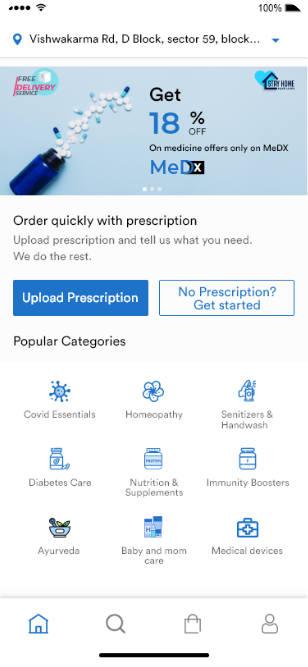 100%
Vishwakarma Rd, D Block, sector 59, block...
FREE
DELIVERY
SERVICE
STAY HOME
Get
18 %
OFF
On medicine offers only on MeDX
MeDX
Order quickly with prescription
Upload prescription and tell us what you need.
We do the rest.
Upload Prescription
No Prescription?
Get started
Popular Categories
Covid Essentials
Homeopathy
Senitizers &
Handwash
Diabetes Care
Nutrition &
Supplements
Immunity Boosters
Ayurveda
Baby and mom
care
Medical devices